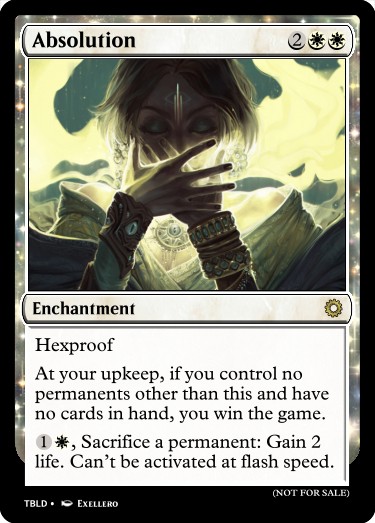 Absolution 2
Enchantment
Hexproof
At your upkeep, if you control no
permanents other than this and have
no cards in hand, you win the game.
1, Sacrifice a permanent: Gain 2
life. Can't be activated at flash speed.
(NOT FOR SALE)
TBLD • Exellero